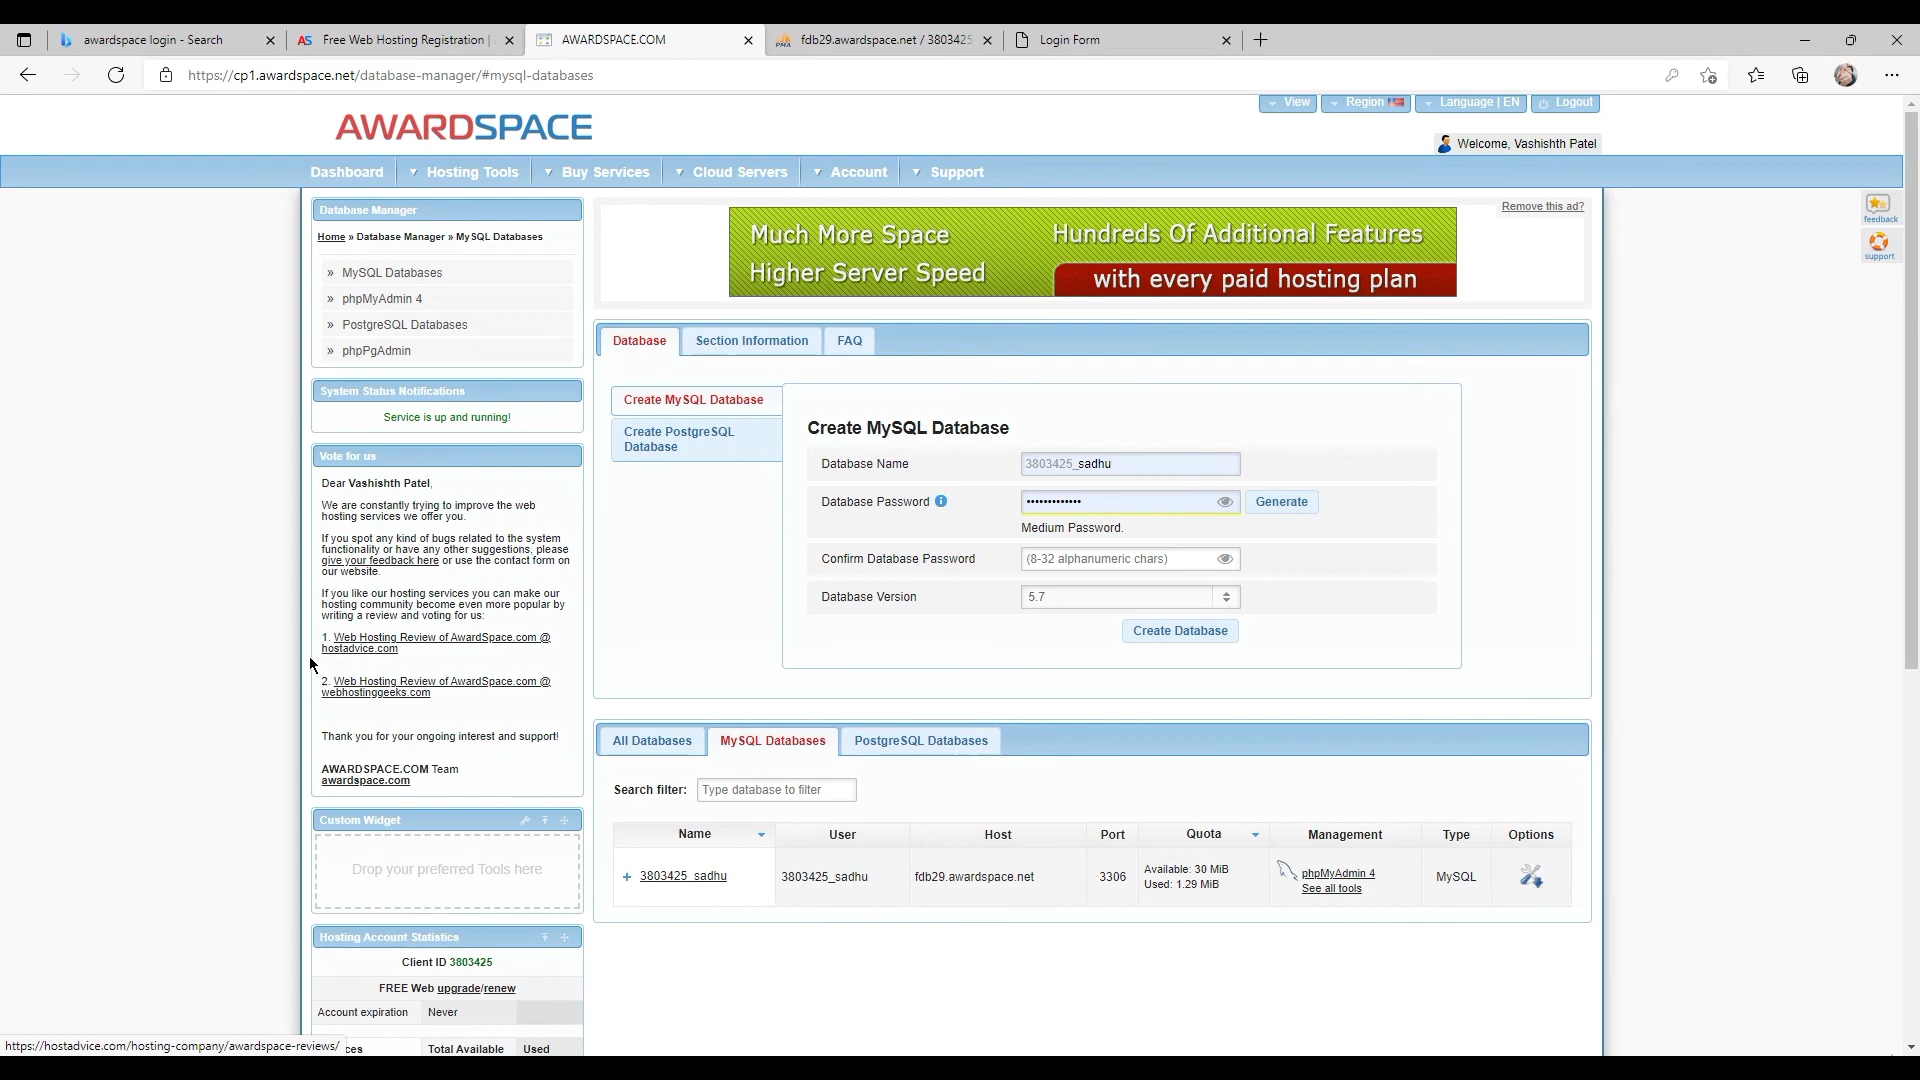 awardspace login - Search
Free Web Hosting Registration |
AWARDSPACE.COM
fdb29.awardspace.net / 3803425
Login Form
https://cp1.awardspace.net/database-manager/#mysql-databases
View
Region
Language | EN
Logout
AWARDSPACE
Welcome, Vashishth Patel
Dashboard
Hosting Tools
Buy Services
Cloud Servers
Account
Support
Database Manager
Home » Database Manager » MySQL Databases
» MySQL Databases
» phpMyAdmin 4
» PostgreSQL Databases
» phpPgAdmin
System Status Notifications
Service is up and running!
Vote for us
Dear Vashishth Patel,
We are constantly trying to improve the web
hosting services we offer you.
If you spot any kind of bugs related to the system
functionality or have any other suggestions, please
give your feedback here or use the contact form on
our website.
If you like our hosting services you can make our
hosting community become even more popular by
writing a review and voting for us:
1. Web Hosting Review of AwardSpace.com @
hostadvice.com
2. Web Hosting Review of AwardSpace.com @
webhostinggeeks.com
Thank you for your ongoing interest and support!
AWARDSPACE.COM Team
awardspace.com
Custom Widget
Drop your preferred Tools here
Hosting Account Statistics
Client ID 3803425
FREE Web upgrade/renew
Account expiration Never
ces Total Available Used
https://hostadvice.com/hosting-company/awardspace-reviews/
Remove this ad?
Much More Space
Higher Server Speed
Hundreds Of Additional Features
with every paid hosting plan
feedback
support
Database
Section Information
FAQ
Create MySQL Database
Create PostgreSQL
Database
Create MySQL Database
Database Name 3803425_sadhu
Database Password ••••••••••••• Generate
Medium Password.
Confirm Database Password (8-32 alphanumeric chars)
Database Version 5.7
Create Database
All Databases
MySQL Databases
PostgreSQL Databases
Search filter: Type database to filter
Name User Host Port Quota Management Type Options
+ 3803425_sadhu 3803425_sadhu fdb29.awardspace.net 3306
Available: 30 MiB
Used: 1.29 MiB
phpMyAdmin 4
See all tools
MySQL